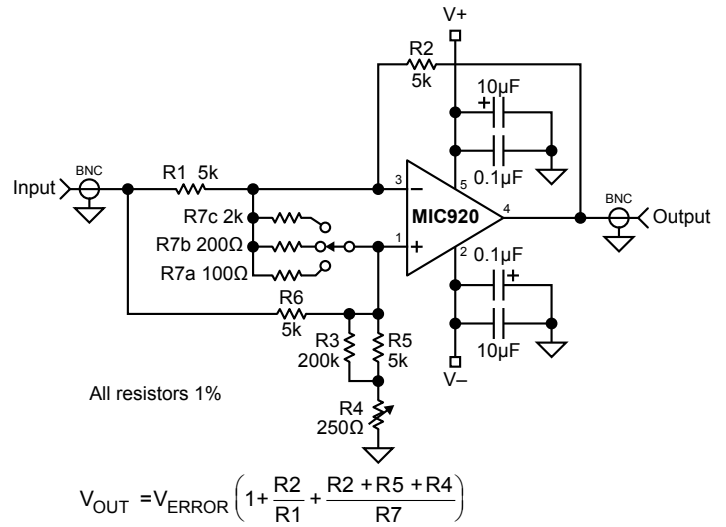 V+
R2
5k
10µF
+
0.1µF
BNC
Input
R1 5k
3
−
5
MIC920
4
BNC
Output
R7c 2k
R7b 200Ω
1
+
R7a 100Ω
2
0.1µF
+
10µF
V–
R6
5k
R3
200k
R5
5k
R4
250Ω
All resistors 1%
V_OUT = V_ERROR (1 + R2/R1 + (R2 + R5 + R4)/R7)